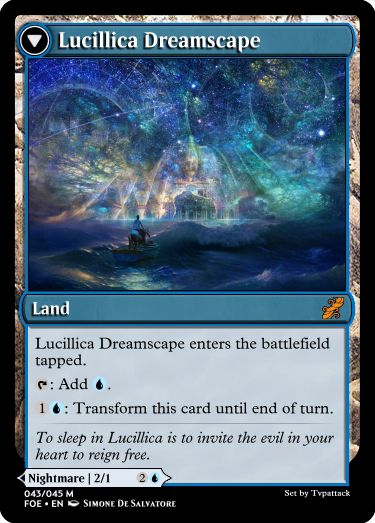 Lucillica Dreamscape
Land
Lucillica Dreamscape enters the battlefield
tapped.
: Add .
1 : Transform this card until end of turn.
To sleep in Lucillica is to invite the evil in your
heart to reign free.
Nightmare | 2/1 2
043/045 M
Set by Tvpattack
FOE • EN Simone De Salvatore